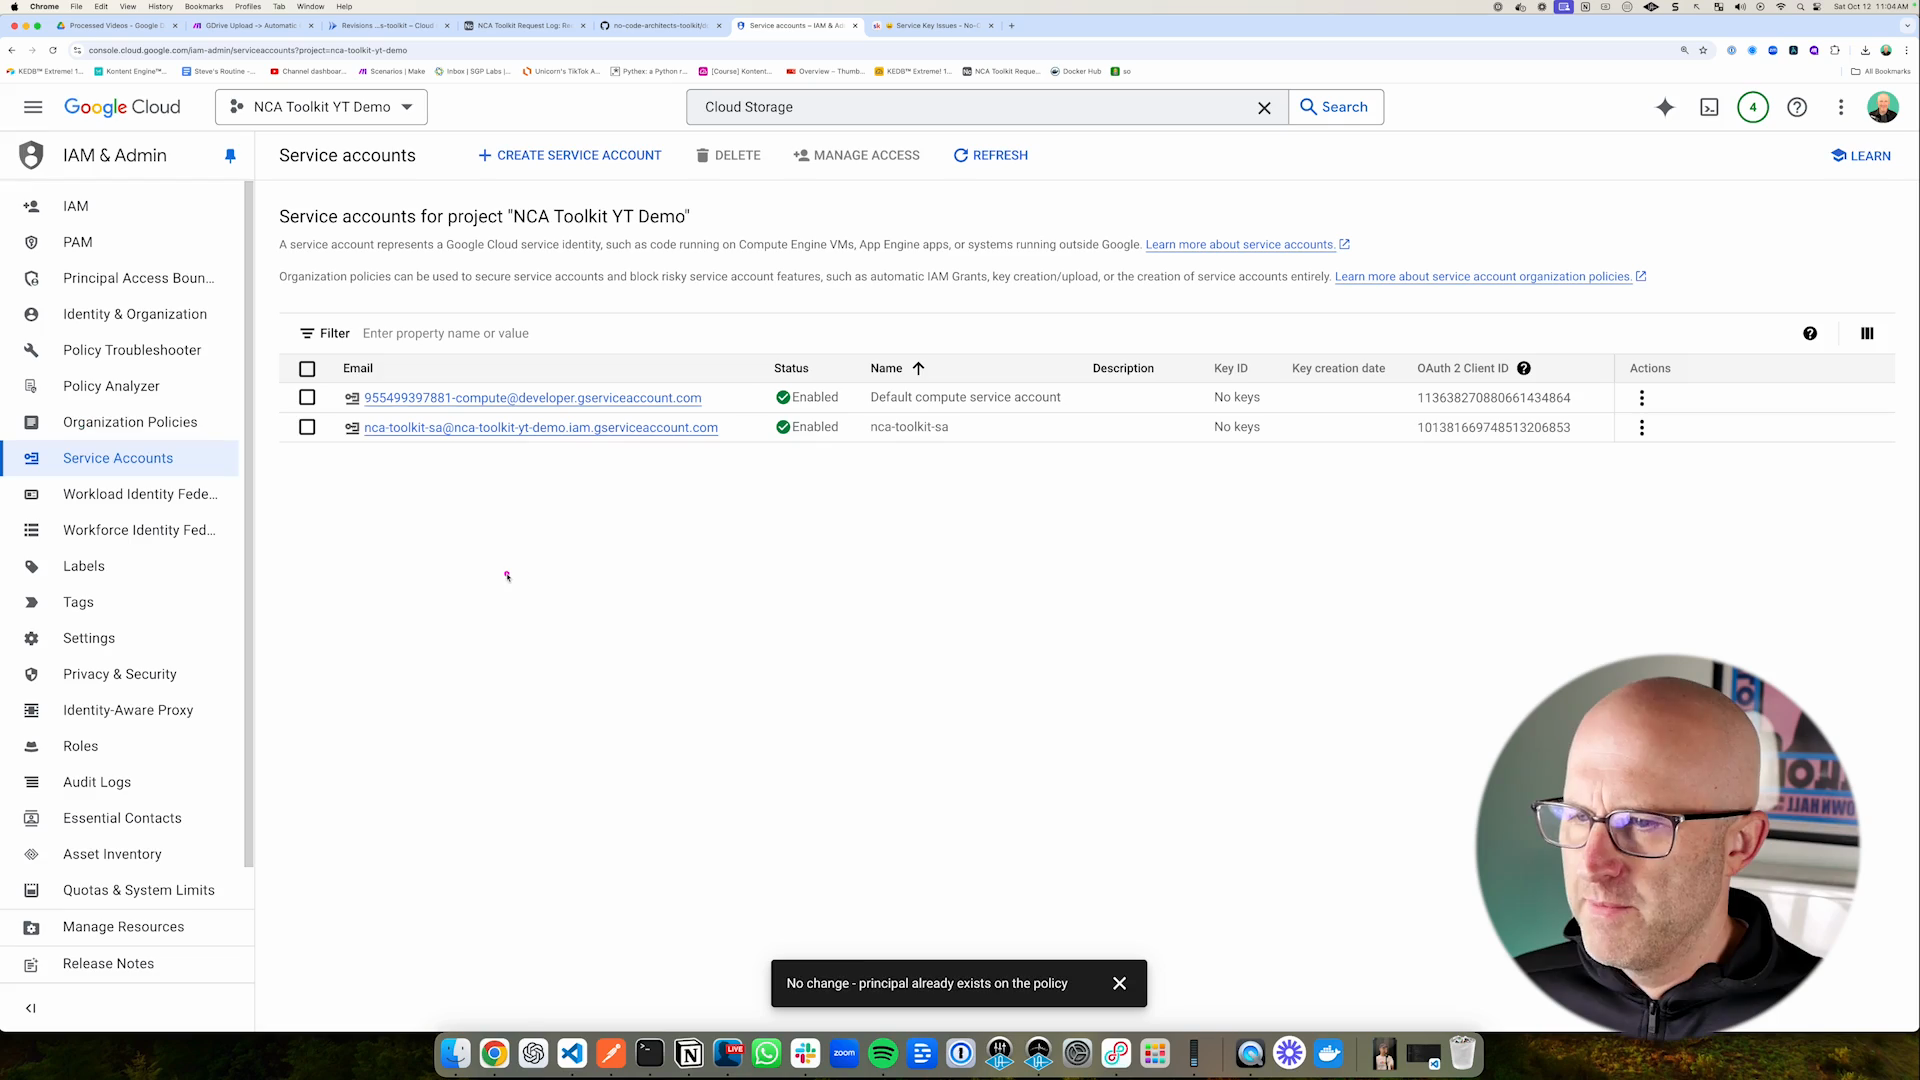 Chrome File Edit View History Bookmarks Profiles Tab Window Help Sat Oct 12 11:04 AM
Processed Videos - Google D GDrive Upload -> Automatic Revisions ...s-toolkit – Cloud NCA Toolkit Request Log: Re no-code-architects-toolkit/do Service accounts – IAM & Ad Service Key Issues - No-C
console.cloud.google.com/iam-admin/serviceaccounts?project=nca-toolkit-yt-demo
KEDB™ Extreme! 1... Kontent Engine™... Steve's Routine -... Channel dashboar... Scenarios | Make Inbox | SGP Labs |... Unicorn's TikTok A... Pythex: a Python r... [Course] Kontent... Overview – Thumb... KEDB™ Extreme! 1... NCA Toolkit Reque... Docker Hub so All Bookmarks
Google Cloud NCA Toolkit YT Demo Cloud Storage Search 4
IAM & Admin
Service accounts CREATE SERVICE ACCOUNT DELETE MANAGE ACCESS REFRESH LEARN
IAM
PAM
Principal Access Boun...
Identity & Organization
Policy Troubleshooter
Policy Analyzer
Organization Policies
Service Accounts
Workload Identity Fede...
Workforce Identity Fed...
Labels
Tags
Settings
Privacy & Security
Identity-Aware Proxy
Roles
Audit Logs
Essential Contacts
Asset Inventory
Quotas & System Limits
Manage Resources
Release Notes
Service accounts for project "NCA Toolkit YT Demo"
A service account represents a Google Cloud service identity, such as code running on Compute Engine VMs, App Engine apps, or systems running outside Google. Learn more about service accounts.
Organization policies can be used to secure service accounts and block risky service account features, such as automatic IAM Grants, key creation/upload, or the creation of service accounts entirely. Learn more about service account organization policies.
Filter Enter property name or value
Email Status Name Description Key ID Key creation date OAuth 2 Client ID Actions
955499397881-compute@developer.gserviceaccount.com Enabled Default compute service account No keys 113638270880661434864
nca-toolkit-sa@nca-toolkit-yt-demo.iam.gserviceaccount.com Enabled nca-toolkit-sa No keys 101381669748513206853
No change - principal already exists on the policy
LIVE
zoom